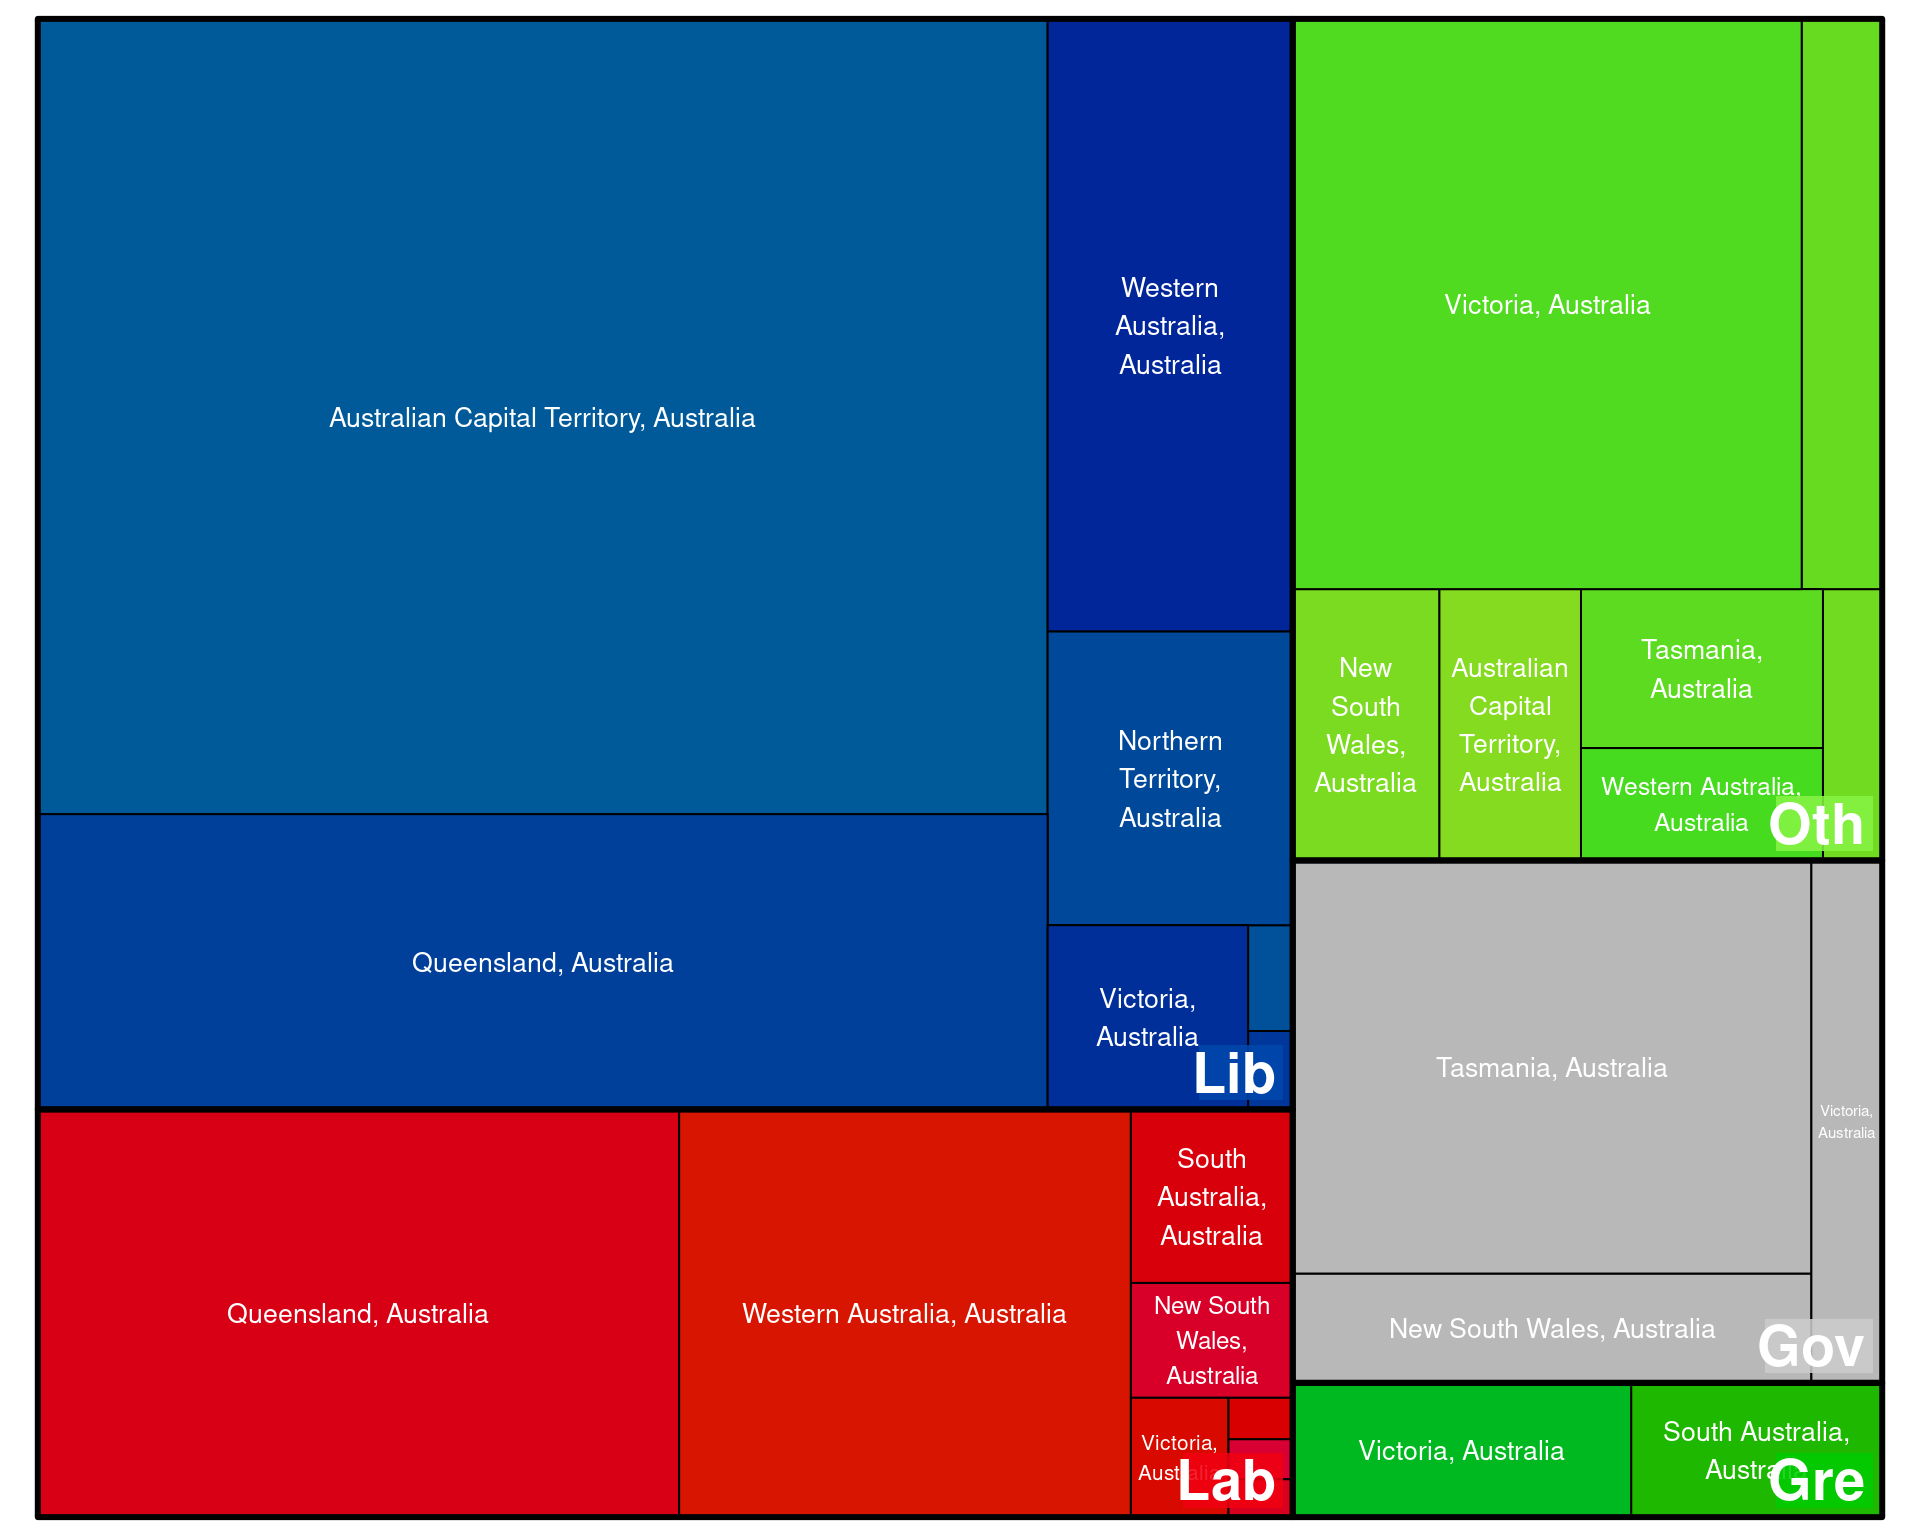 Australian Capital Territory, Australia
Western
Australia,
Australia
Northern
Territory,
Australia
Queensland, Australia
Victoria,
Australia
Lib
Victoria, Australia
New
South
Wales,
Australia
Australian
Capital
Territory,
Australia
Tasmania,
Australia
Western Australia,
Australia
Oth
Tasmania, Australia
Victoria,
Australia
New South Wales, Australia
Gov
Queensland, Australia
Western Australia, Australia
South
Australia,
Australia
New South
Wales,
Australia
Victoria,
Australia
Lab
Victoria, Australia
South Australia,
Australia
Gre